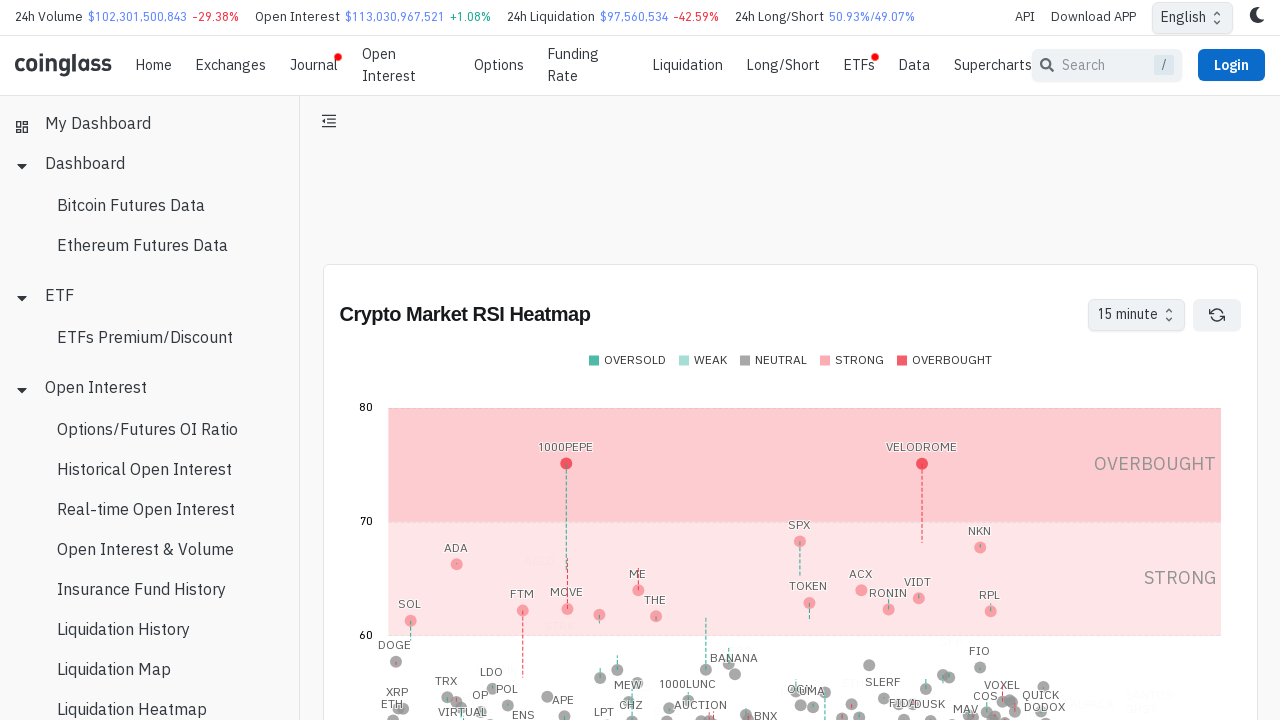 24h Volume $102,301,500,843 -29.38% Open Interest $113,030,967,521 +1.08% 24h Liquidation $97,560,534 -42.59% 24h Long/Short 50.93%/49.07% API Download APP English
coinglass Home Exchanges Journal Open Interest Options Funding Rate Liquidation Long/Short ETFs Data Supercharts Search / Login
My Dashboard
Dashboard
Bitcoin Futures Data
Ethereum Futures Data
ETF
ETFs Premium/Discount
Open Interest
Options/Futures OI Ratio
Historical Open Interest
Real-time Open Interest
Open Interest & Volume
Insurance Fund History
Liquidation History
Liquidation Map
Liquidation Heatmap
Crypto Market RSI Heatmap
15 minute
OVERSOLD WEAK NEUTRAL STRONG OVERBOUGHT
80
1000PEPE VELODROME
OVERBOUGHT
70
SPX NKN
ADA
ME ACX
STRONG
TOKEN VIDT
FTM MOVE RONIN RPL
SOL THE
60
DOGE FIO
BANANA
LDO
TRX POL MEW 1000LUNC SLERF VOXEL
XRP OP COS QUICK
ETH APE CHZ AUCTION FIDA DUSK DODOX
VIRTUAL ENS LPT BNX MAV